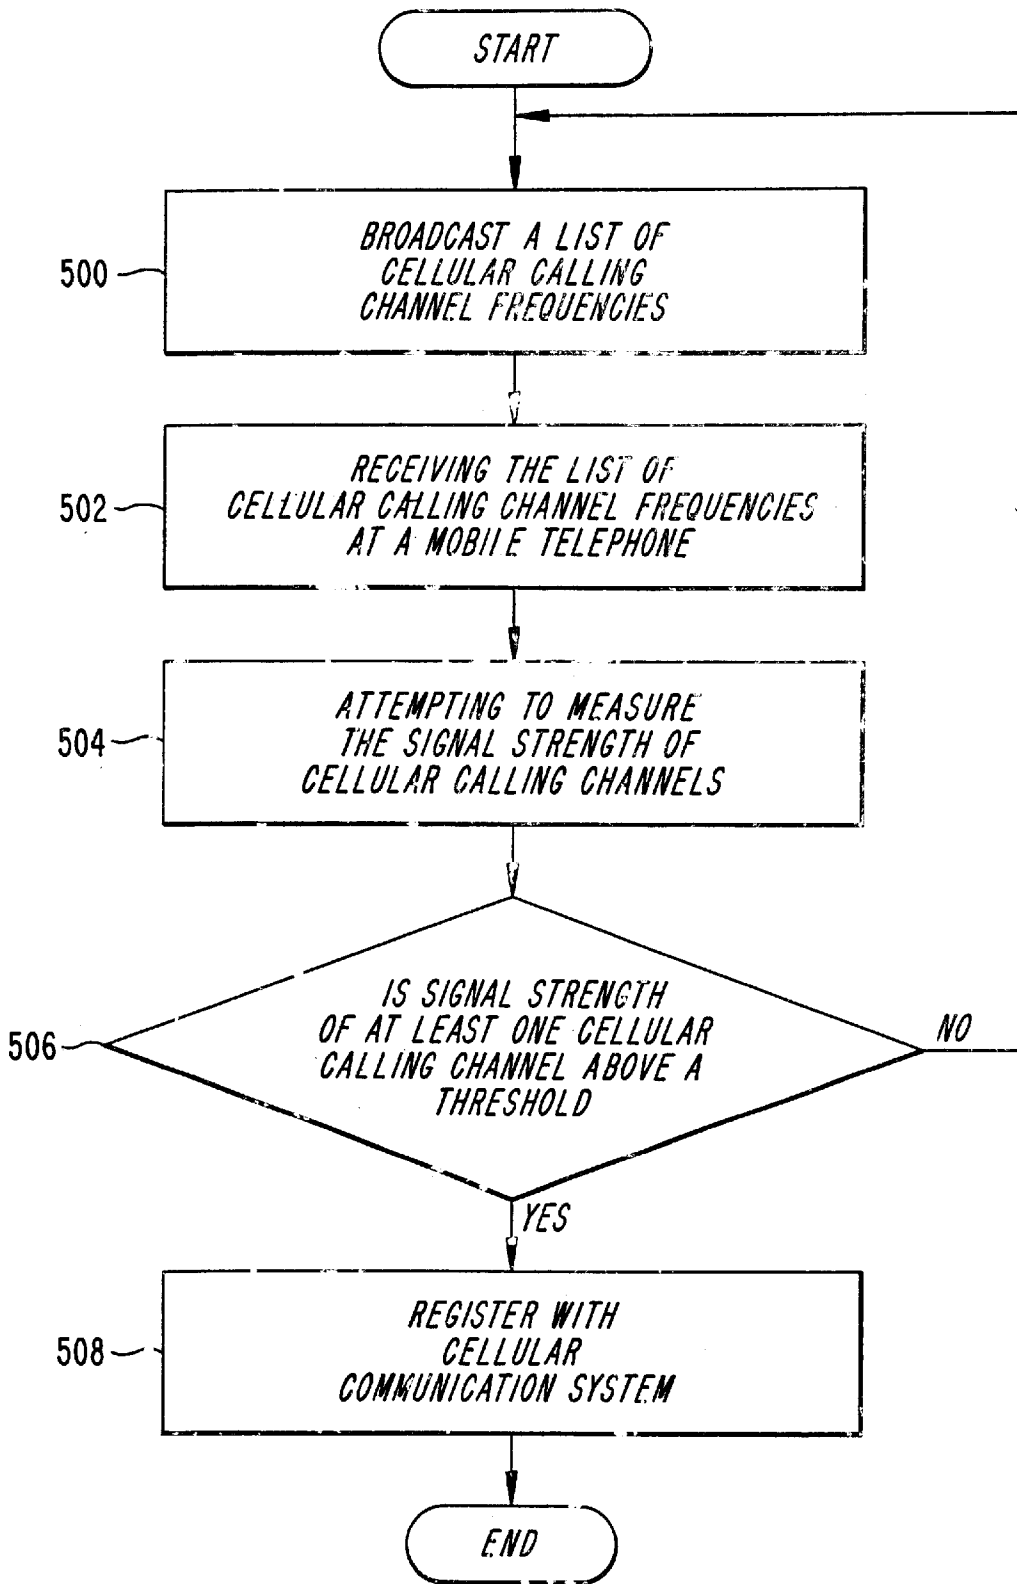 START
BROADCAST A LIST OF
CELLULAR CALLING
CHANNEL FREQUENCIES
500
RECEIVING THE LIST OF
CELLULAR CALLING CHANNEL FREQUENCIES
AT A MOBILE TELEPHONE
502
ATTEMPTING TO MEASURE
THE SIGNAL STRENGTH OF
CELLULAR CALLING CHANNELS
504
IS SIGNAL STRENGTH
OF AT LEAST ONE CELLULAR
CALLING CHANNEL ABOVE A
THRESHOLD
506
NO
YES
REGISTER WITH
CELLULAR
COMMUNICATION SYSTEM
508
END